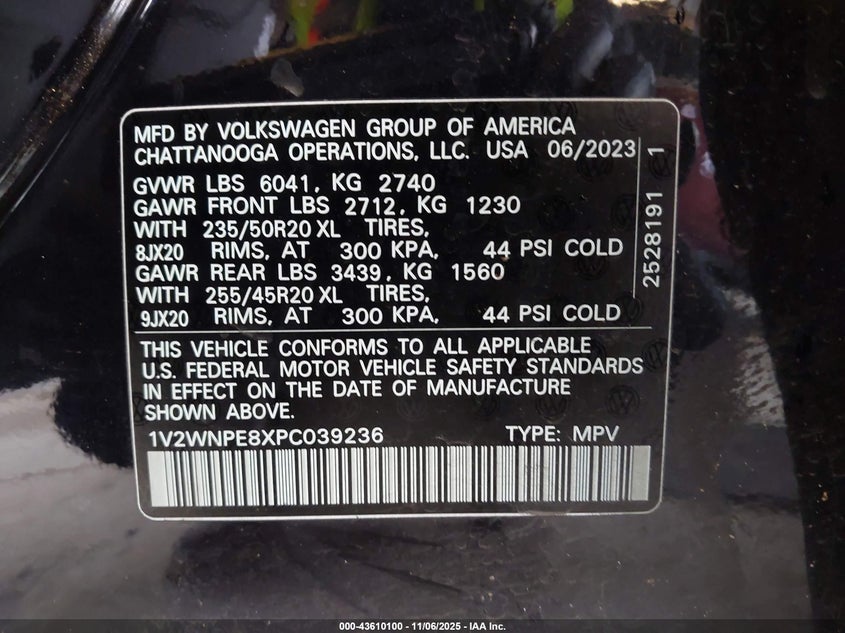 MFD BY VOLKSWAGEN GROUP OF AMERICA
CHATTANOOGA OPERATIONS, LLC. USA 06/2023
GVWR LBS 6041, KG 2740
GAWR FRONT LBS 2712, KG 1230
WITH 235/50R20 XL TIRES,
8JX20 RIMS, AT 300 KPA, 44 PSI COLD
GAWR REAR LBS 3439, KG 1560
WITH 255/45R20 XL TIRES,
9JX20 RIMS, AT 300 KPA, 44 PSI COLD
2528191 1
THIS VEHICLE CONFORMS TO ALL APPLICABLE
U.S. FEDERAL MOTOR VEHICLE SAFETY STANDARDS
IN EFFECT ON THE DATE OF MANUFACTURE
SHOWN ABOVE.
1V2WNPE8XPC039236 TYPE: MPV
000-43610100 - 11/06/2025 - IAA Inc.